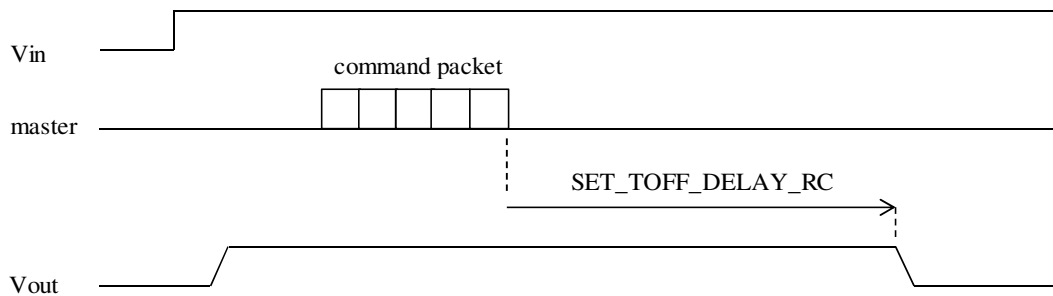 Vin
command packet
master
SET_TOFF_DELAY_RC
Vout